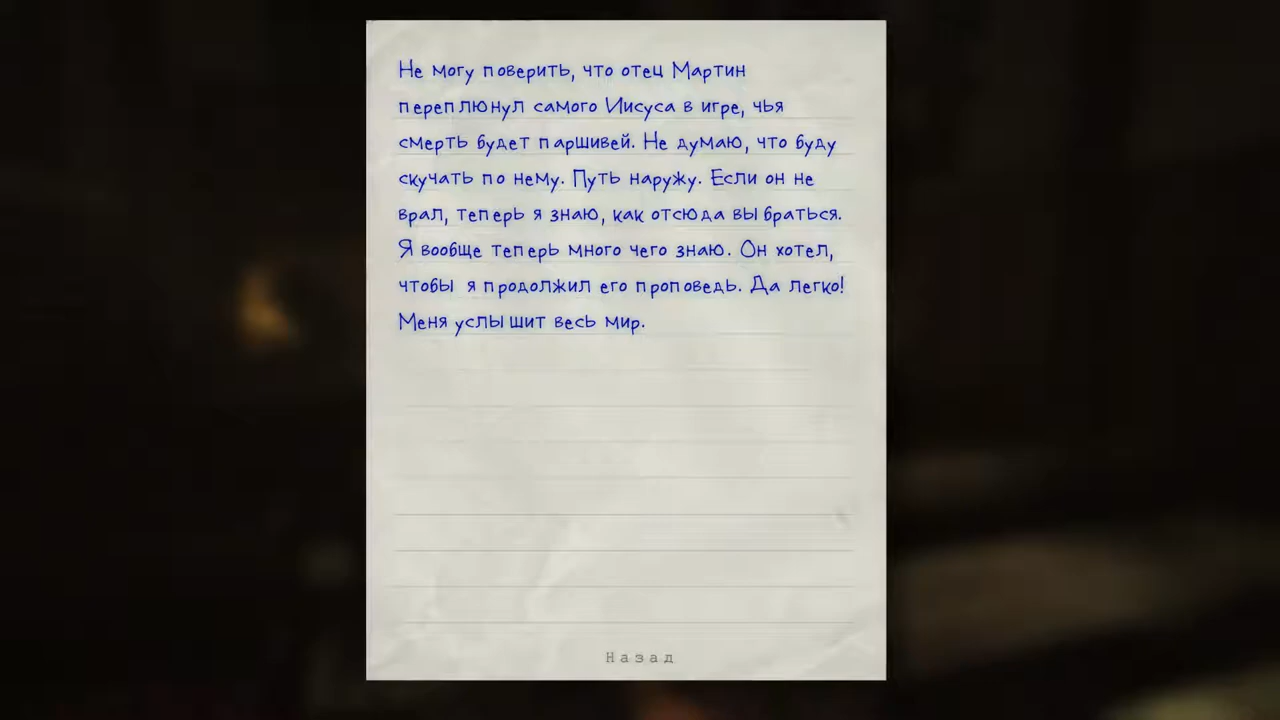 Не могу поверить, что отец Мартин
переплюнул самого Иисуса в игре, чья
смерть будет паршивей. Не думаю, что буду
скучать по нему. Путь наружу. Если он не
врал, теперь я знаю, как отсюда выбраться.
Я вообще теперь много чего знаю. Он хотел,
чтобы я продолжил его проповедь. Да легко!
Меня услышит весь мир.
Назад